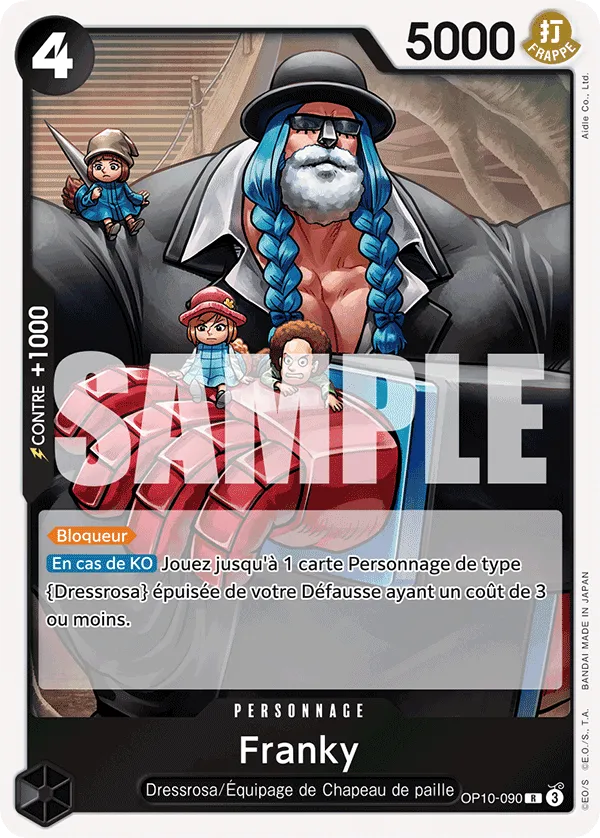 4
5000
打
FRAPPE
Aidle Co., Ltd.
CONTRE +1000
SAMPLE
Bloqueur
En cas de KO Jouez jusqu'à 1 carte Personnage de type
{Dressrosa} épuisée de votre Défausse ayant un coût de 3
ou moins.
©EO/S ©E.O./S., T.A. BANDAI MADE IN JAPAN
PERSONNAGE
Franky
Dressrosa/Équipage de Chapeau de paille
OP10-090 R 3